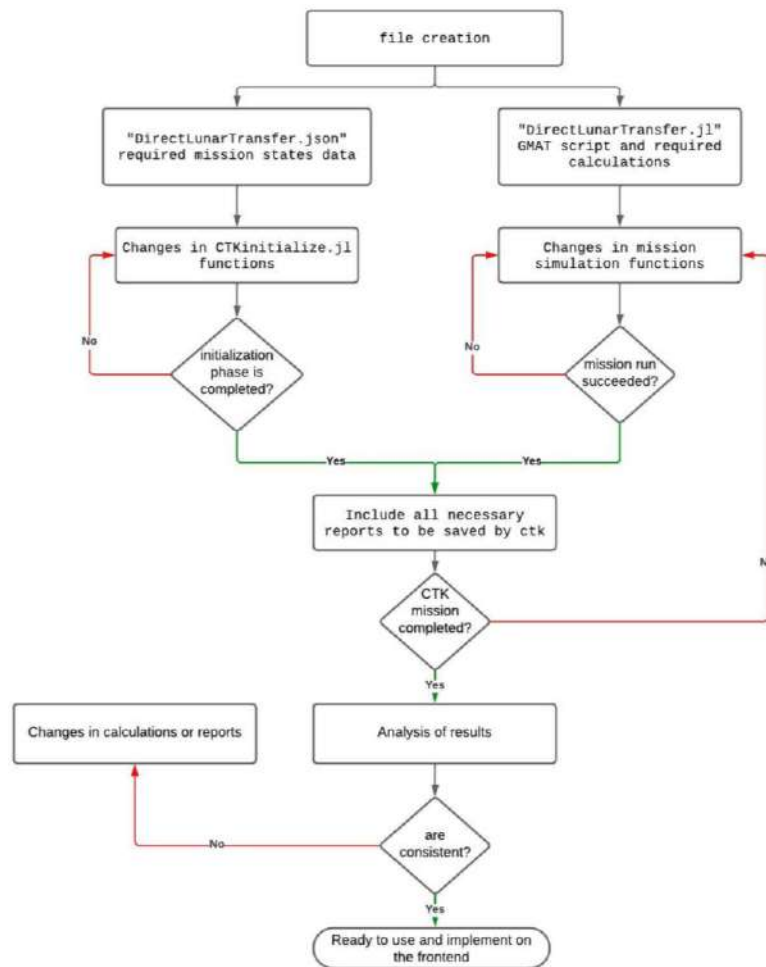 file creation
"DirectLunarTransfer.json"
required mission states data
"DirectLunarTransfer.jl"
GMAT script and required
calculations
Changes in CTKinitialize.jl
functions
Changes in mission
simulation functions
No
No
initialization
phase is
completed?
mission run
succeeded?
Yes
Yes
Include all necessary
reports to be saved by ctk
CTK
mission
completed?
Yes
Changes in calculations or reports
Analysis of results
are
consistent?
No
Yes
Ready to use and implement on
the frontend